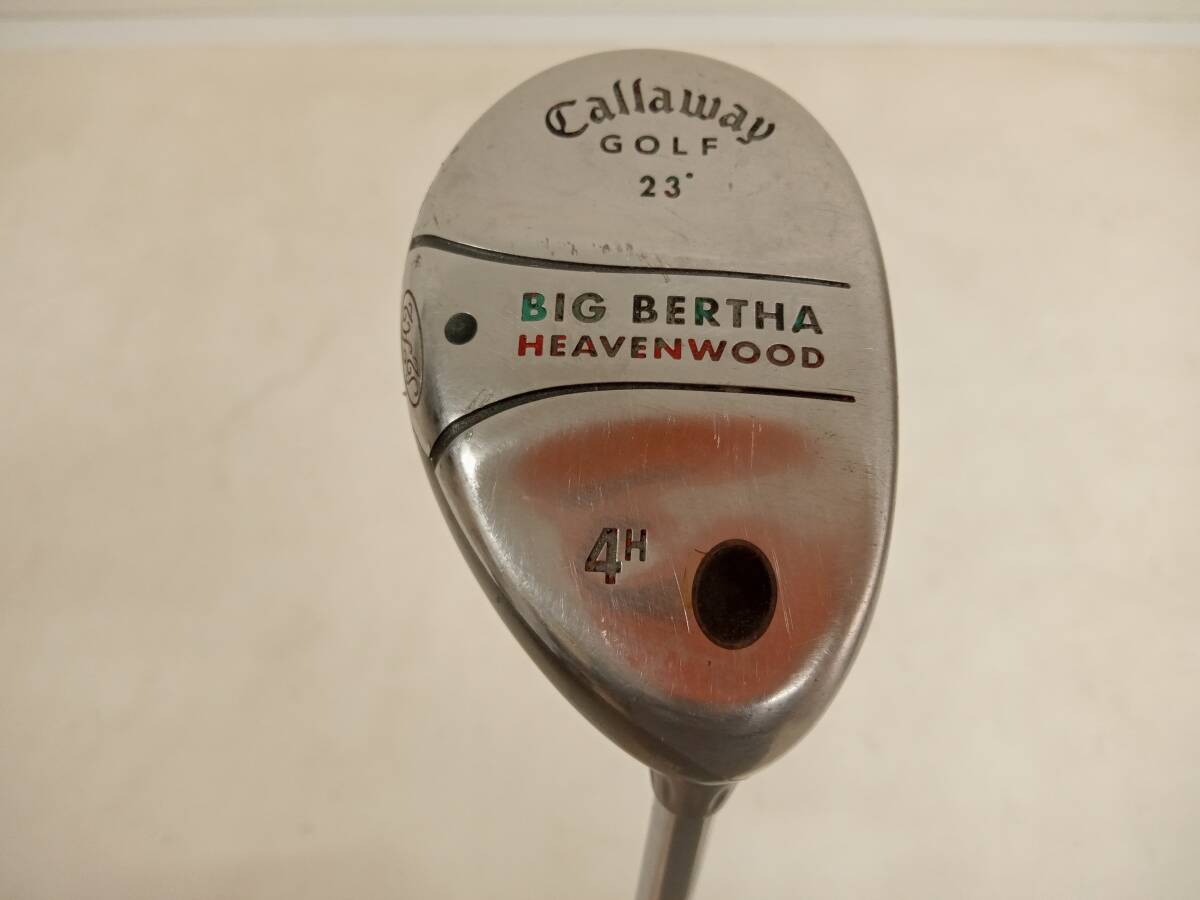 Callaway
GOLF
23°
BIG BERTHA
HEAVENWOOD
4H